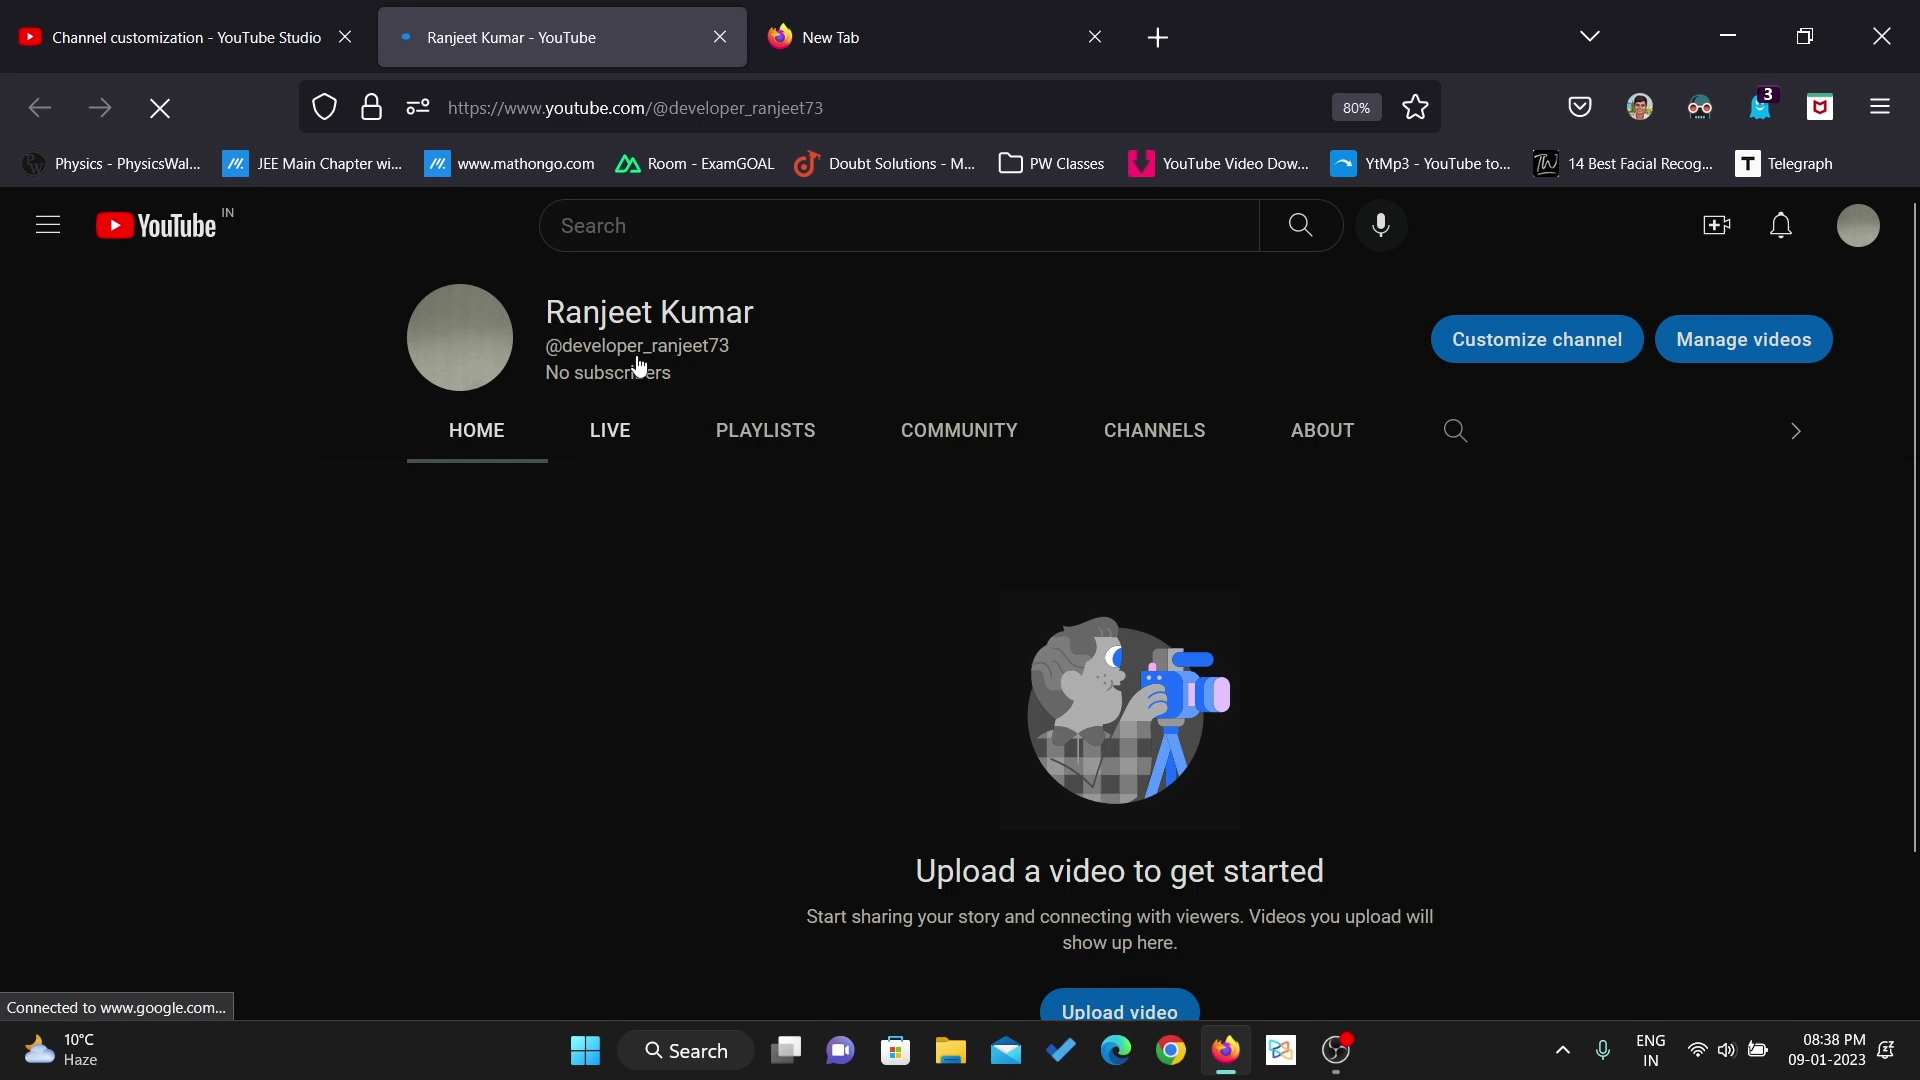 Channel customization - YouTube Studio
Ranjeet Kumar - YouTube
New Tab
https://www.youtube.com/@developer_ranjeet73
80%
3
Physics - PhysicsWal...
JEE Main Chapter wi...
www.mathongo.com
Room - ExamGOAL
Doubt Solutions - M...
PW Classes
YouTube Video Dow...
YtMp3 - YouTube to...
14 Best Facial Recog...
T Telegraph
YouTube IN
Search
Ranjeet Kumar
@developer_ranjeet73
No subscribers
Customize channel
Manage videos
HOME
LIVE
PLAYLISTS
COMMUNITY
CHANNELS
ABOUT
Upload a video to get started
Start sharing your story and connecting with viewers. Videos you upload will
show up here.
Upload video
Connected to www.google.com...
10°C
Haze
Search
ENG
IN
08:38 PM
09-01-2023